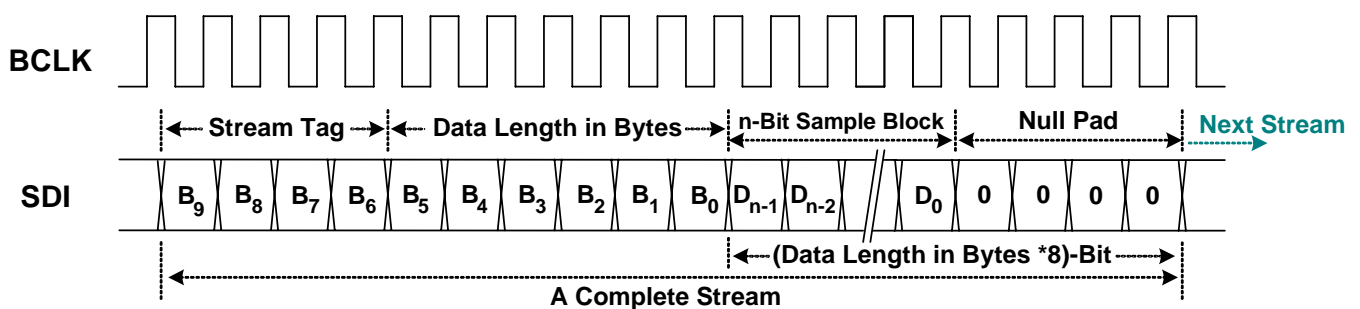 BCLK
Stream Tag Data Length in Bytes n-Bit Sample Block Null Pad Next Stream
SDI B9 B8 B7 B6 B5 B4 B3 B2 B1 B0 Dn-1 Dn-2 D0 0 0 0 0
(Data Length in Bytes *8)-Bit
A Complete Stream